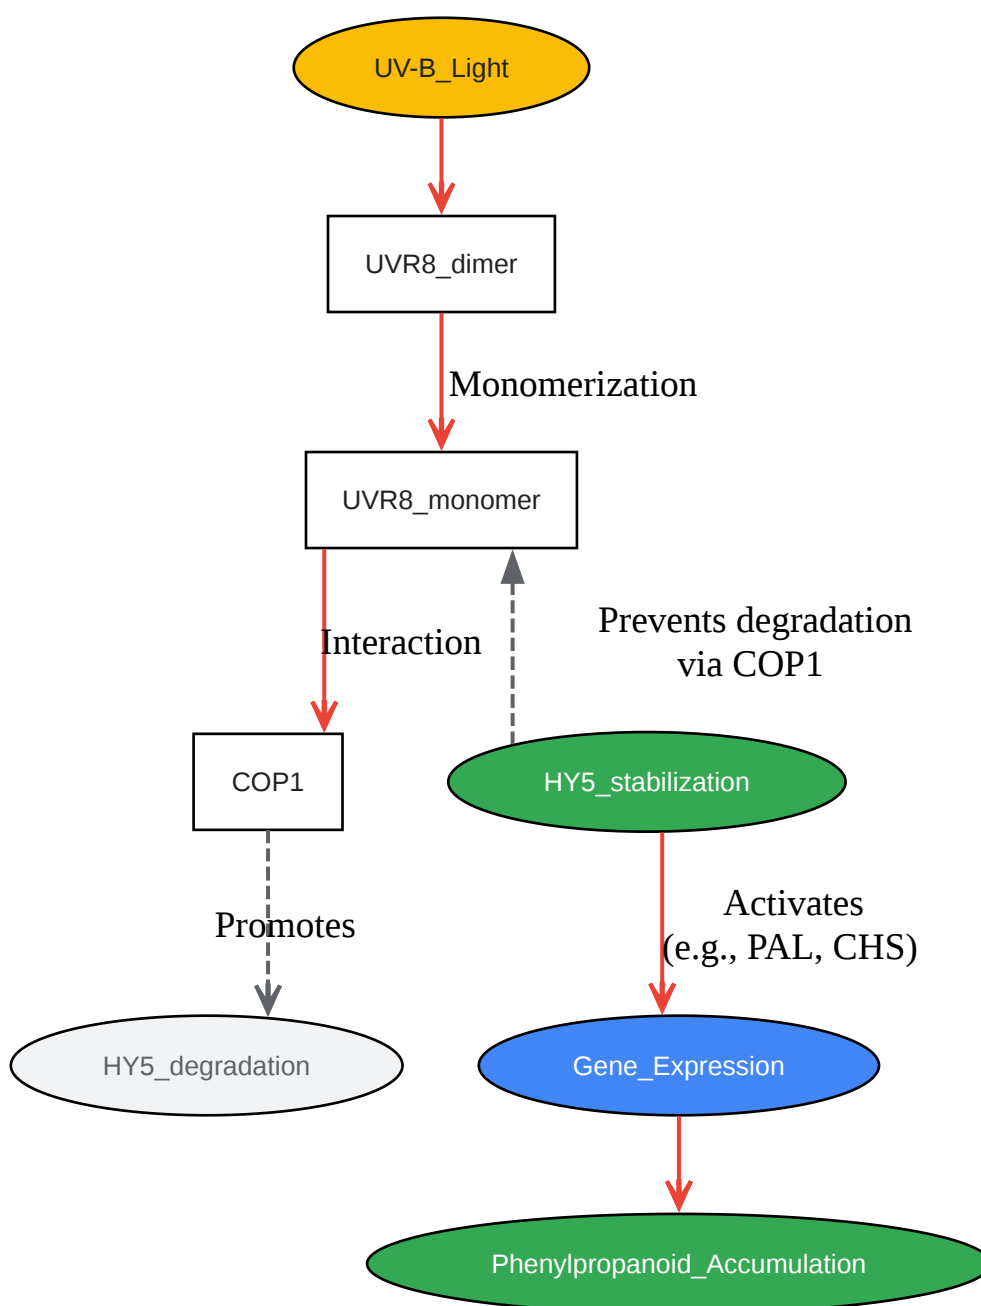 UV-B_Light
UVR8_dimer
Monomerization
UVR8_monomer
Interaction
Prevents degradation
via COP1
COP1
HY5_stabilization
Promotes
Activates
(e.g., PAL, CHS)
HY5_degradation
Gene_Expression
Phenylpropanoid_Accumulation